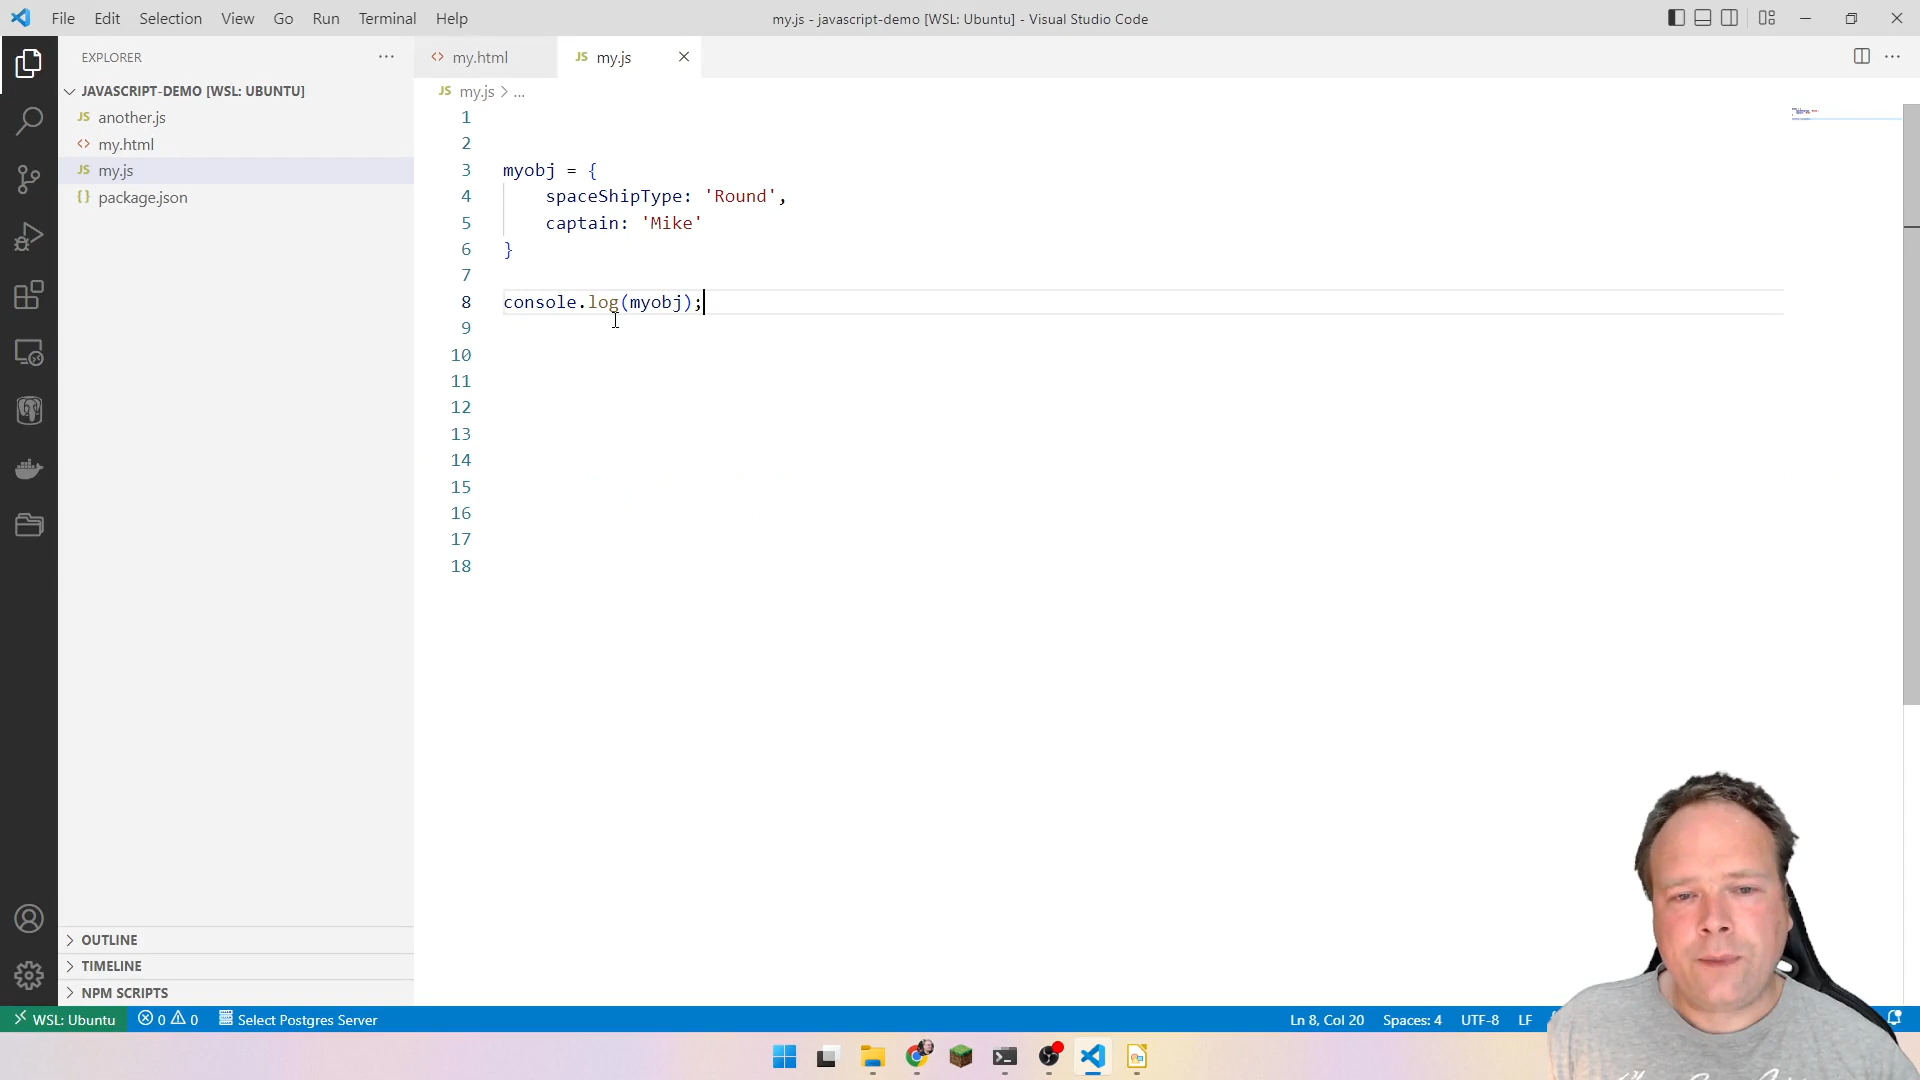 File Edit Selection View Go Run Terminal Help
my.js - javascript-demo [WSL: Ubuntu] - Visual Studio Code
EXPLORER
JAVASCRIPT-DEMO [WSL: UBUNTU]
JS another.js
<> my.html
JS my.js
{} package.json
OUTLINE
TIMELINE
NPM SCRIPTS
<> my.html
JS my.js
JS my.js > ...
1
2
3 myobj = {
4 spaceShipType: 'Round',
5 captain: 'Mike'
6 }
7
8 console.log(myobj);
9
10
11
12
13
14
15
16
17
18
WSL: Ubuntu 0 0 Select Postgres Server
Ln 8, Col 20 Spaces: 4 UTF-8 LF